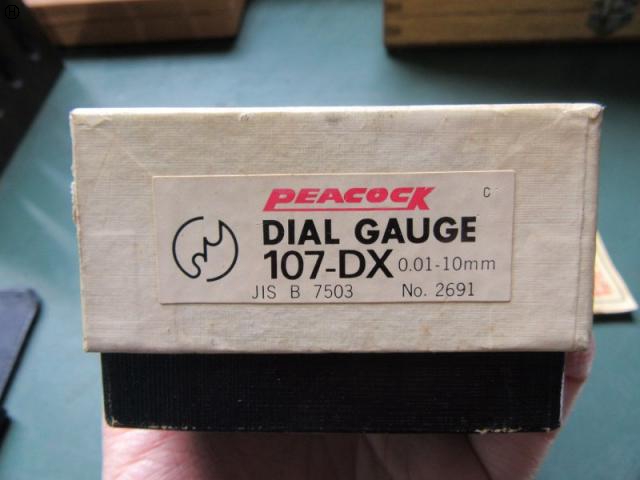 PEACOCK
C
DIAL GAUGE
107-DX 0.01-10mm
JIS B 7503 No. 2691